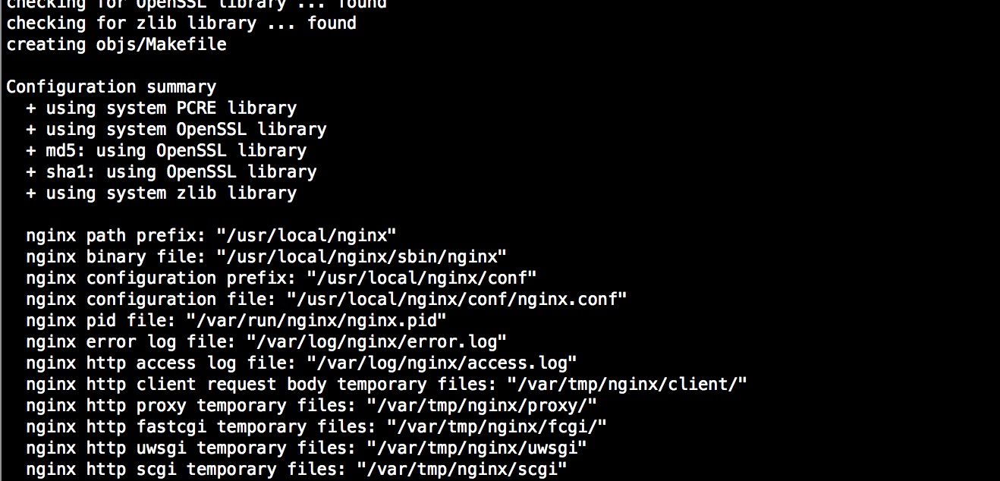 checking for OpenSSL library ... found
checking for zlib library ... found
creating objs/Makefile
Configuration summary
+ using system PCRE library
+ using system OpenSSL library
+ md5: using OpenSSL library
+ sha1: using OpenSSL library
+ using system zlib library
nginx path prefix: "/usr/local/nginx"
nginx binary file: "/usr/local/nginx/sbin/nginx"
nginx configuration prefix: "/usr/local/nginx/conf"
nginx configuration file: "/usr/local/nginx/conf/nginx.conf"
nginx pid file: "/var/run/nginx/nginx.pid"
nginx error log file: "/var/log/nginx/error.log"
nginx http access log file: "/var/log/nginx/access.log"
nginx http client request body temporary files: "/var/tmp/nginx/client/"
nginx http proxy temporary files: "/var/tmp/nginx/proxy/"
nginx http fastcgi temporary files: "/var/tmp/nginx/fcgi/"
nginx http uwsgi temporary files: "/var/tmp/nginx/uwsgi"
nginx http scgi temporary files: "/var/tmp/nginx/scgi"